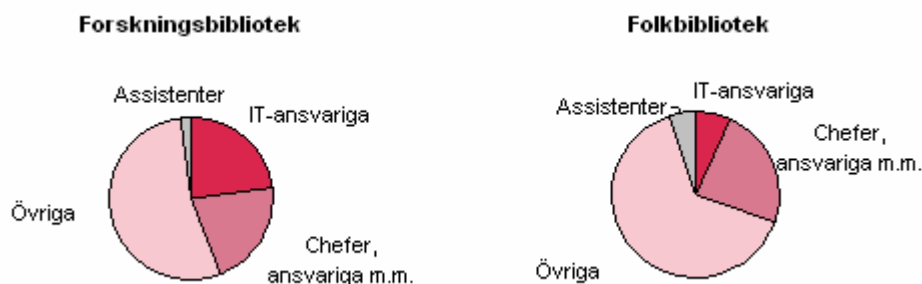 Forskningsbibliotek
Assistenter
IT-ansvariga
Övriga
Chefer,
ansvariga m.m.
Folkbibliotek
IT-ansvariga
Assistenter
Chefer,
ansvariga m.m.
Övriga